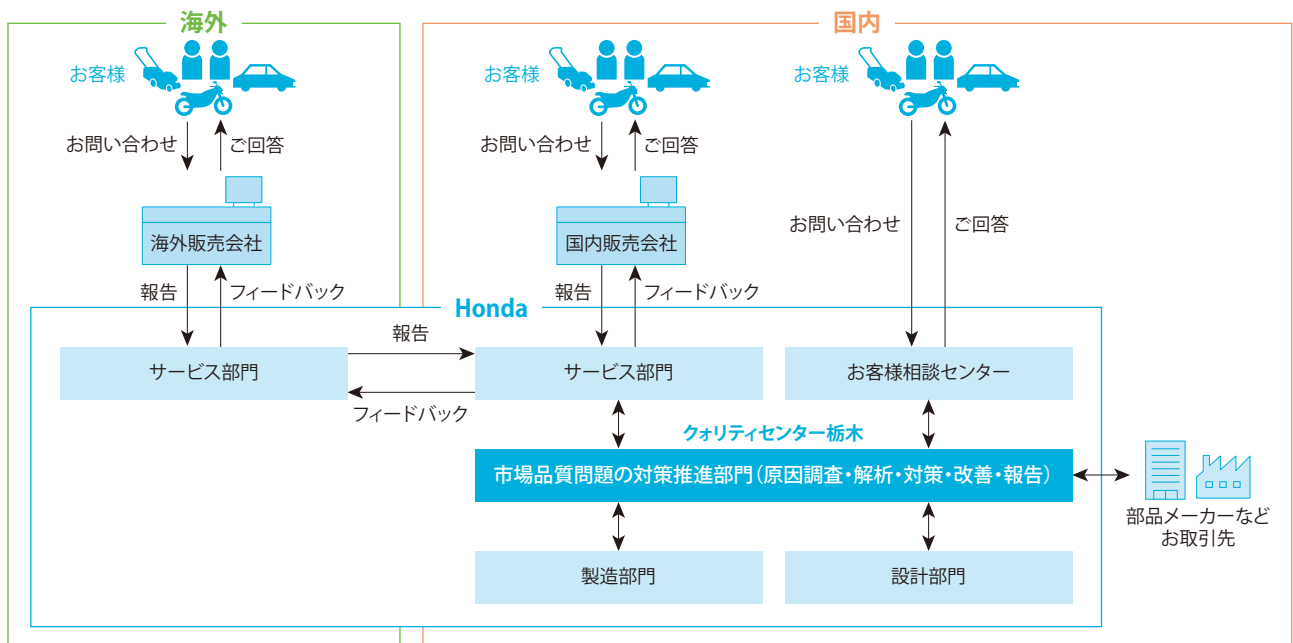 海外
国内
お客様
お客様
お客様
お問い合わせ
ご回答
お問い合わせ
ご回答
お問い合わせ
ご回答
海外販売会社
国内販売会社
報告
フィードバック
報告
フィードバック
Honda
サービス部門
報告
フィードバック
サービス部門
お客様相談センター
クォリティセンター栃木
市場品質問題の対策推進部門（原因調査・解析・対策・改善・報告）
部品メーカーなど
お取引先
製造部門
設計部門